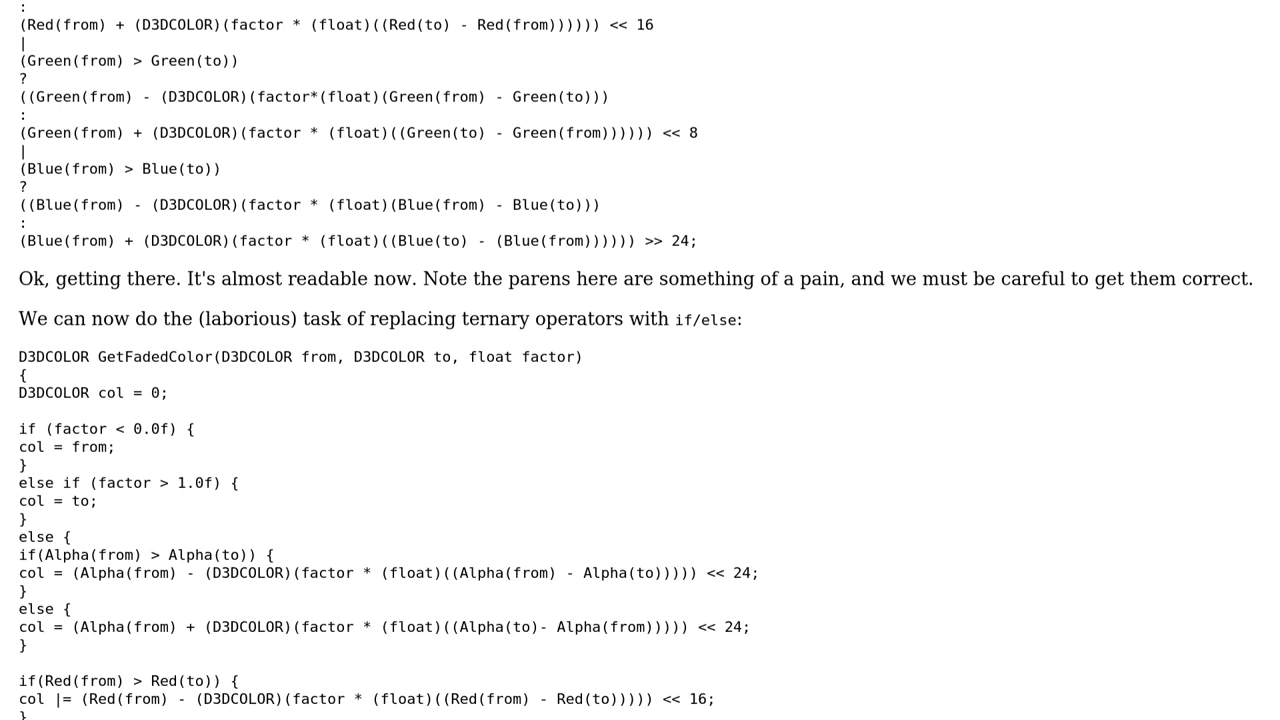 :
(Red(from) + (D3DCOLOR)(factor * (float)((Red(to) - Red(from)))))) << 16
|
(Green(from) > Green(to))
?
((Green(from) - (D3DCOLOR)(factor*(float)(Green(from) - Green(to)))
:
(Green(from) + (D3DCOLOR)(factor * (float)((Green(to) - Green(from)))))) << 8
|
(Blue(from) > Blue(to))
?
((Blue(from) - (D3DCOLOR)(factor * (float)(Blue(from) - Blue(to)))
:
(Blue(from) + (D3DCOLOR)(factor * (float)((Blue(to) - (Blue(from)))))) >> 24;
Ok, getting there. It's almost readable now. Note the parens here are something of a pain, and we must be careful to get them correct.
We can now do the (laborious) task of replacing ternary operators with if/else:
D3DCOLOR GetFadedColor(D3DCOLOR from, D3DCOLOR to, float factor)
{
D3DCOLOR col = 0;
if (factor < 0.0f) {
col = from;
}
else if (factor > 1.0f) {
col = to;
}
else {
if(Alpha(from) > Alpha(to)) {
col = (Alpha(from) - (D3DCOLOR)(factor * (float)((Alpha(from) - Alpha(to))))) << 24;
}
else {
col = (Alpha(from) + (D3DCOLOR)(factor * (float)((Alpha(to)- Alpha(from))))) << 24;
}
if(Red(from) > Red(to)) {
col |= (Red(from) - (D3DCOLOR)(factor * (float)((Red(from) - Red(to))))) << 16;
}